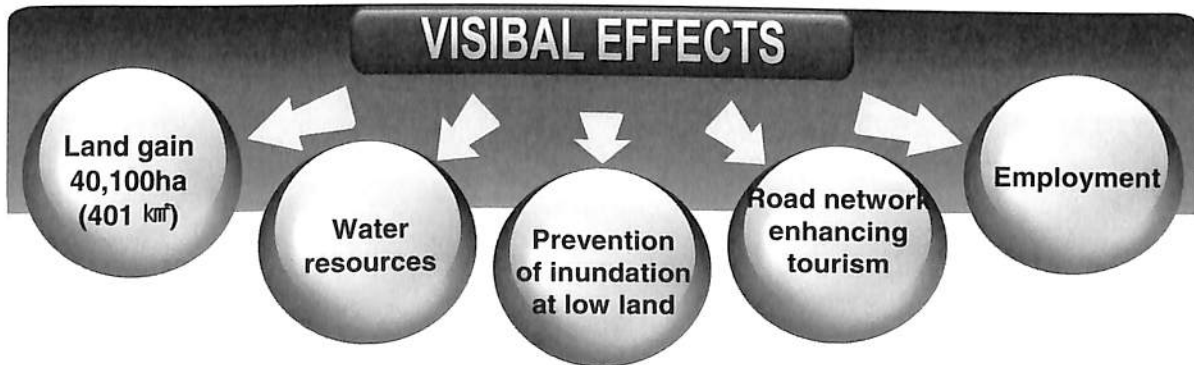 VISIBAL EFFECTS
Land gain
40,100ha
(401 ㎢)
Water
resources
Prevention
of inundation
at low land
Road network
enhancing
tourism
Employment